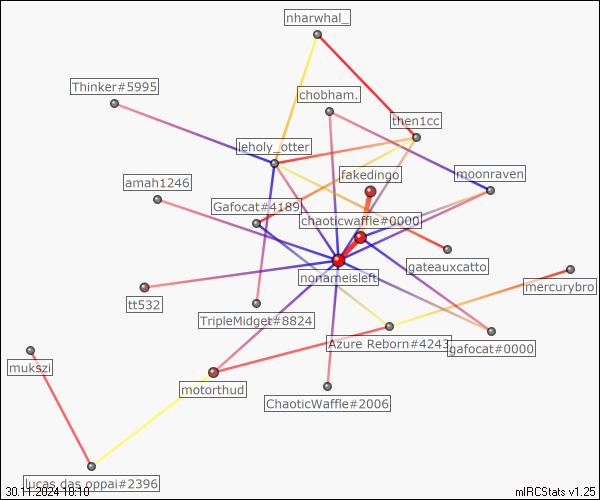 nharwhal_
Thinker#5995
chobham.
then1cc
leholy_otter
fakedingo
moonraven
amah1246
Gafocat#4189
chaoticwaffle#0000
gateauxcatto
nonameisleft
mercurybro
tt532
TripleMidget#8824
Azure Reborn#4243
gafocat#0000
mukszi
motorthud
ChaoticWaffle#2006
lucas das oppai#2396
30.11.2024 18:10
mIRCStats v1.25